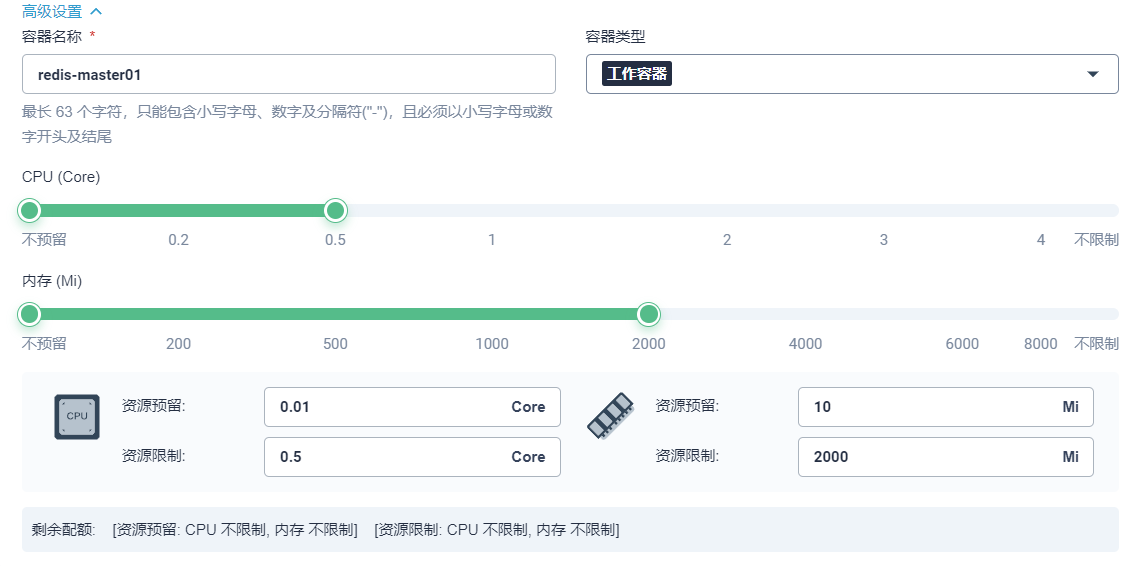 高级设置
容器名称 *
容器类型
redis-master01
工作容器
最长 63 个字符，只能包含小写字母、数字及分隔符("-")，且必须以小写字母或数
字开头及结尾
CPU (Core)
不预留 0.2 0.5 1 2 3 4 不限制
内存 (Mi)
不预留 200 500 1000 2000 4000 6000 8000 不限制
CPU
资源预留: 0.01 Core
资源预留: 10 Mi
资源限制: 0.5 Core
资源限制: 2000 Mi
剩余配额: [资源预留: CPU 不限制, 内存 不限制] [资源限制: CPU 不限制, 内存 不限制]